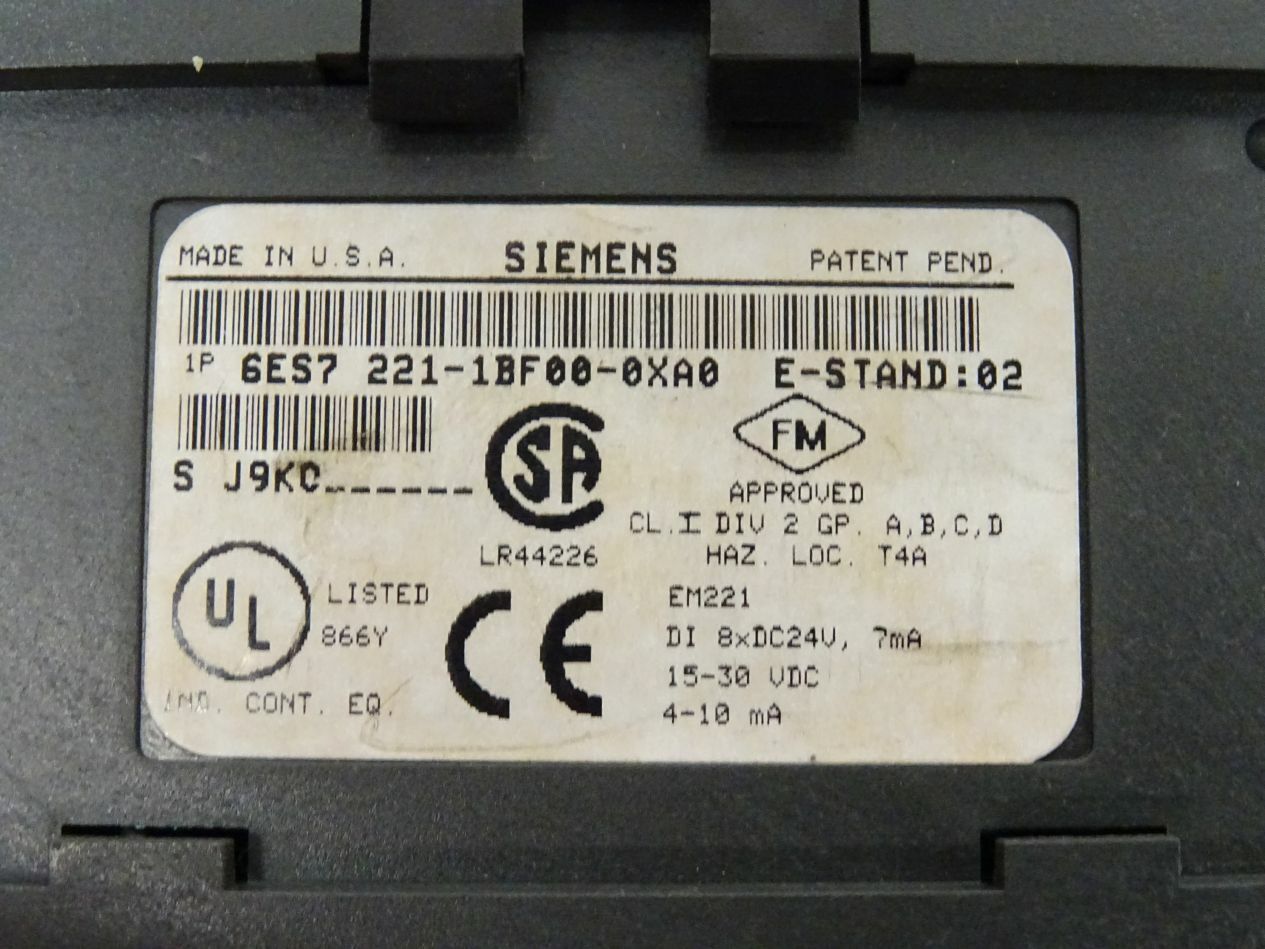 MADE IN U.S.A. SIEMENS PATENT PEND.
1P 6ES7 221-1BF00-0XA0 E-STAND:02
S J9KC______
SA
FM
APPROVED
LR44226
CL.I DIV 2 GP. A,B,C,D
HAZ. LOC. T4A
UL LISTED
866Y
IND. CONT. EQ.
CE
EM221
DI 8xDC24V, 7mA
15-30 VDC
4-10 mA